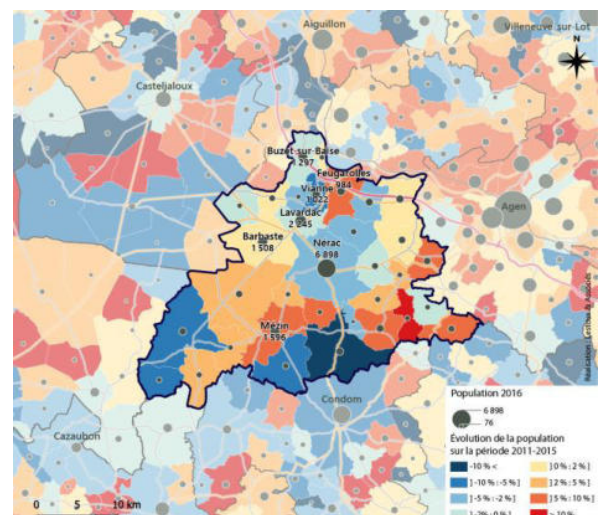 Aiguillon
Villeneuve-sur-Lot
N
Casteljaloux
Buzet-sur-Baïse
1 297
Feugarolles
984
Vianne
1 022
Lavardac
2 245
Agen
Barbaste
1 508
Nérac
6 898
Mézin
1 596
Condom
Cazaubon
0 5 10 km
Population 2016
6 898
76
Évolution de la population
sur la période 2011-2015
-10 % <
]-10 % : -5 % ]
]-5 % : -2 % ]
]-2% : 0 % ]
]0 % : 2 % ]
]2 % : 5 % ]
]5 % : 10 % ]
> 10 %